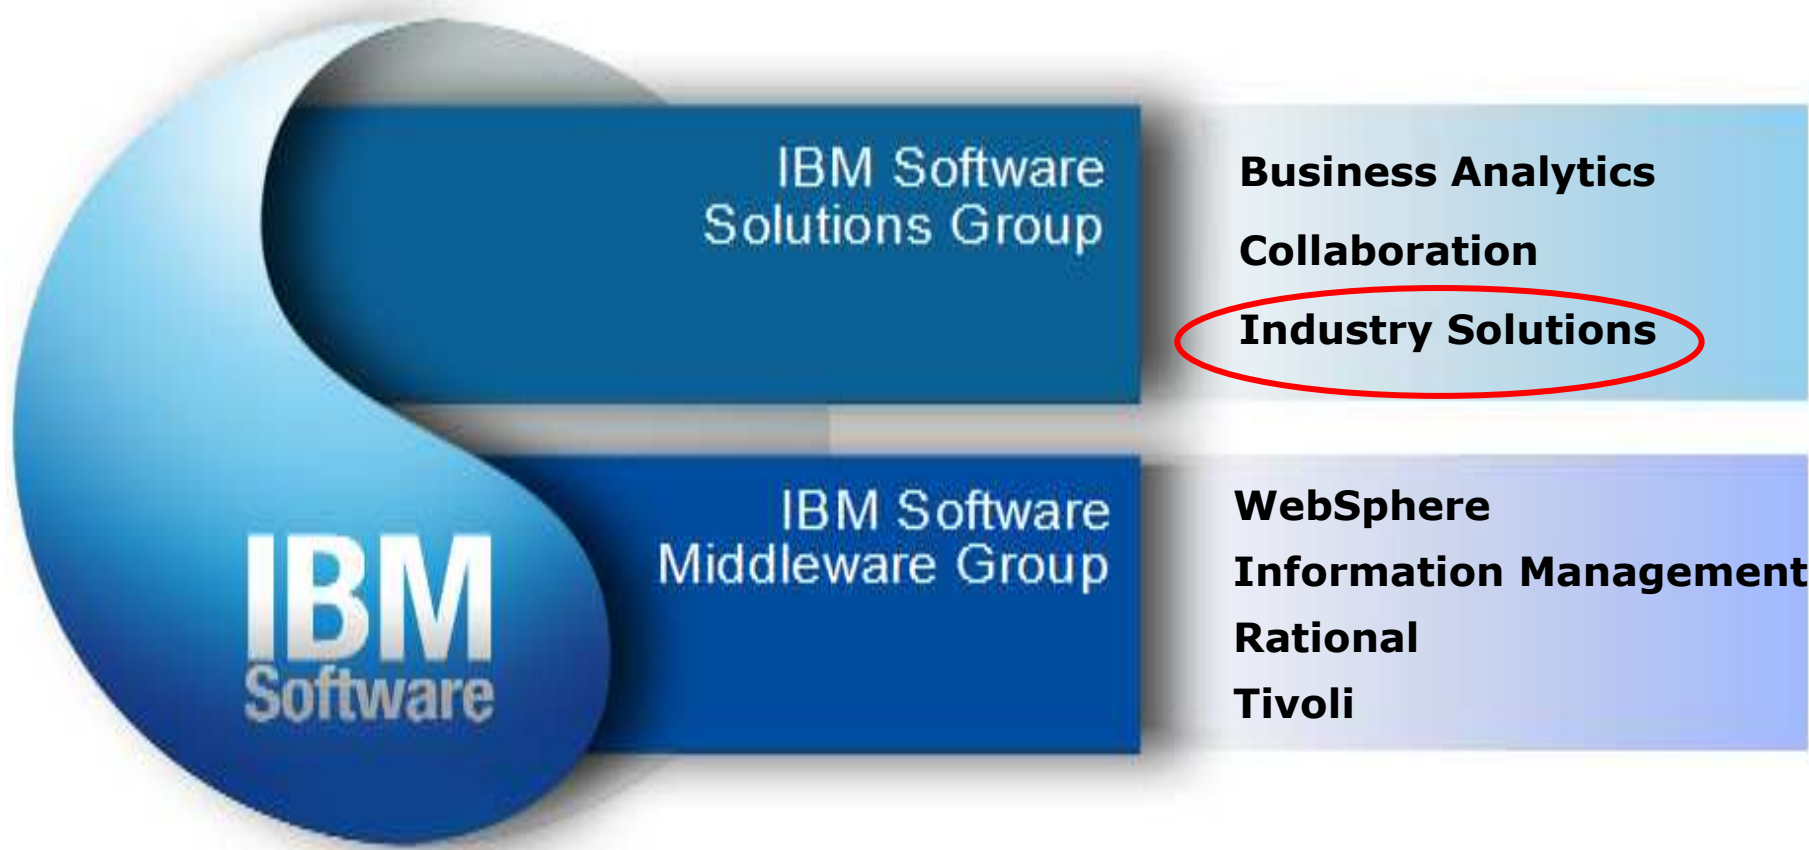 IBM Software
Solutions Group
Business Analytics
Collaboration
Industry Solutions
IBM Software
Middleware Group
WebSphere
Information Management
Rational
Tivoli
IBM
Software